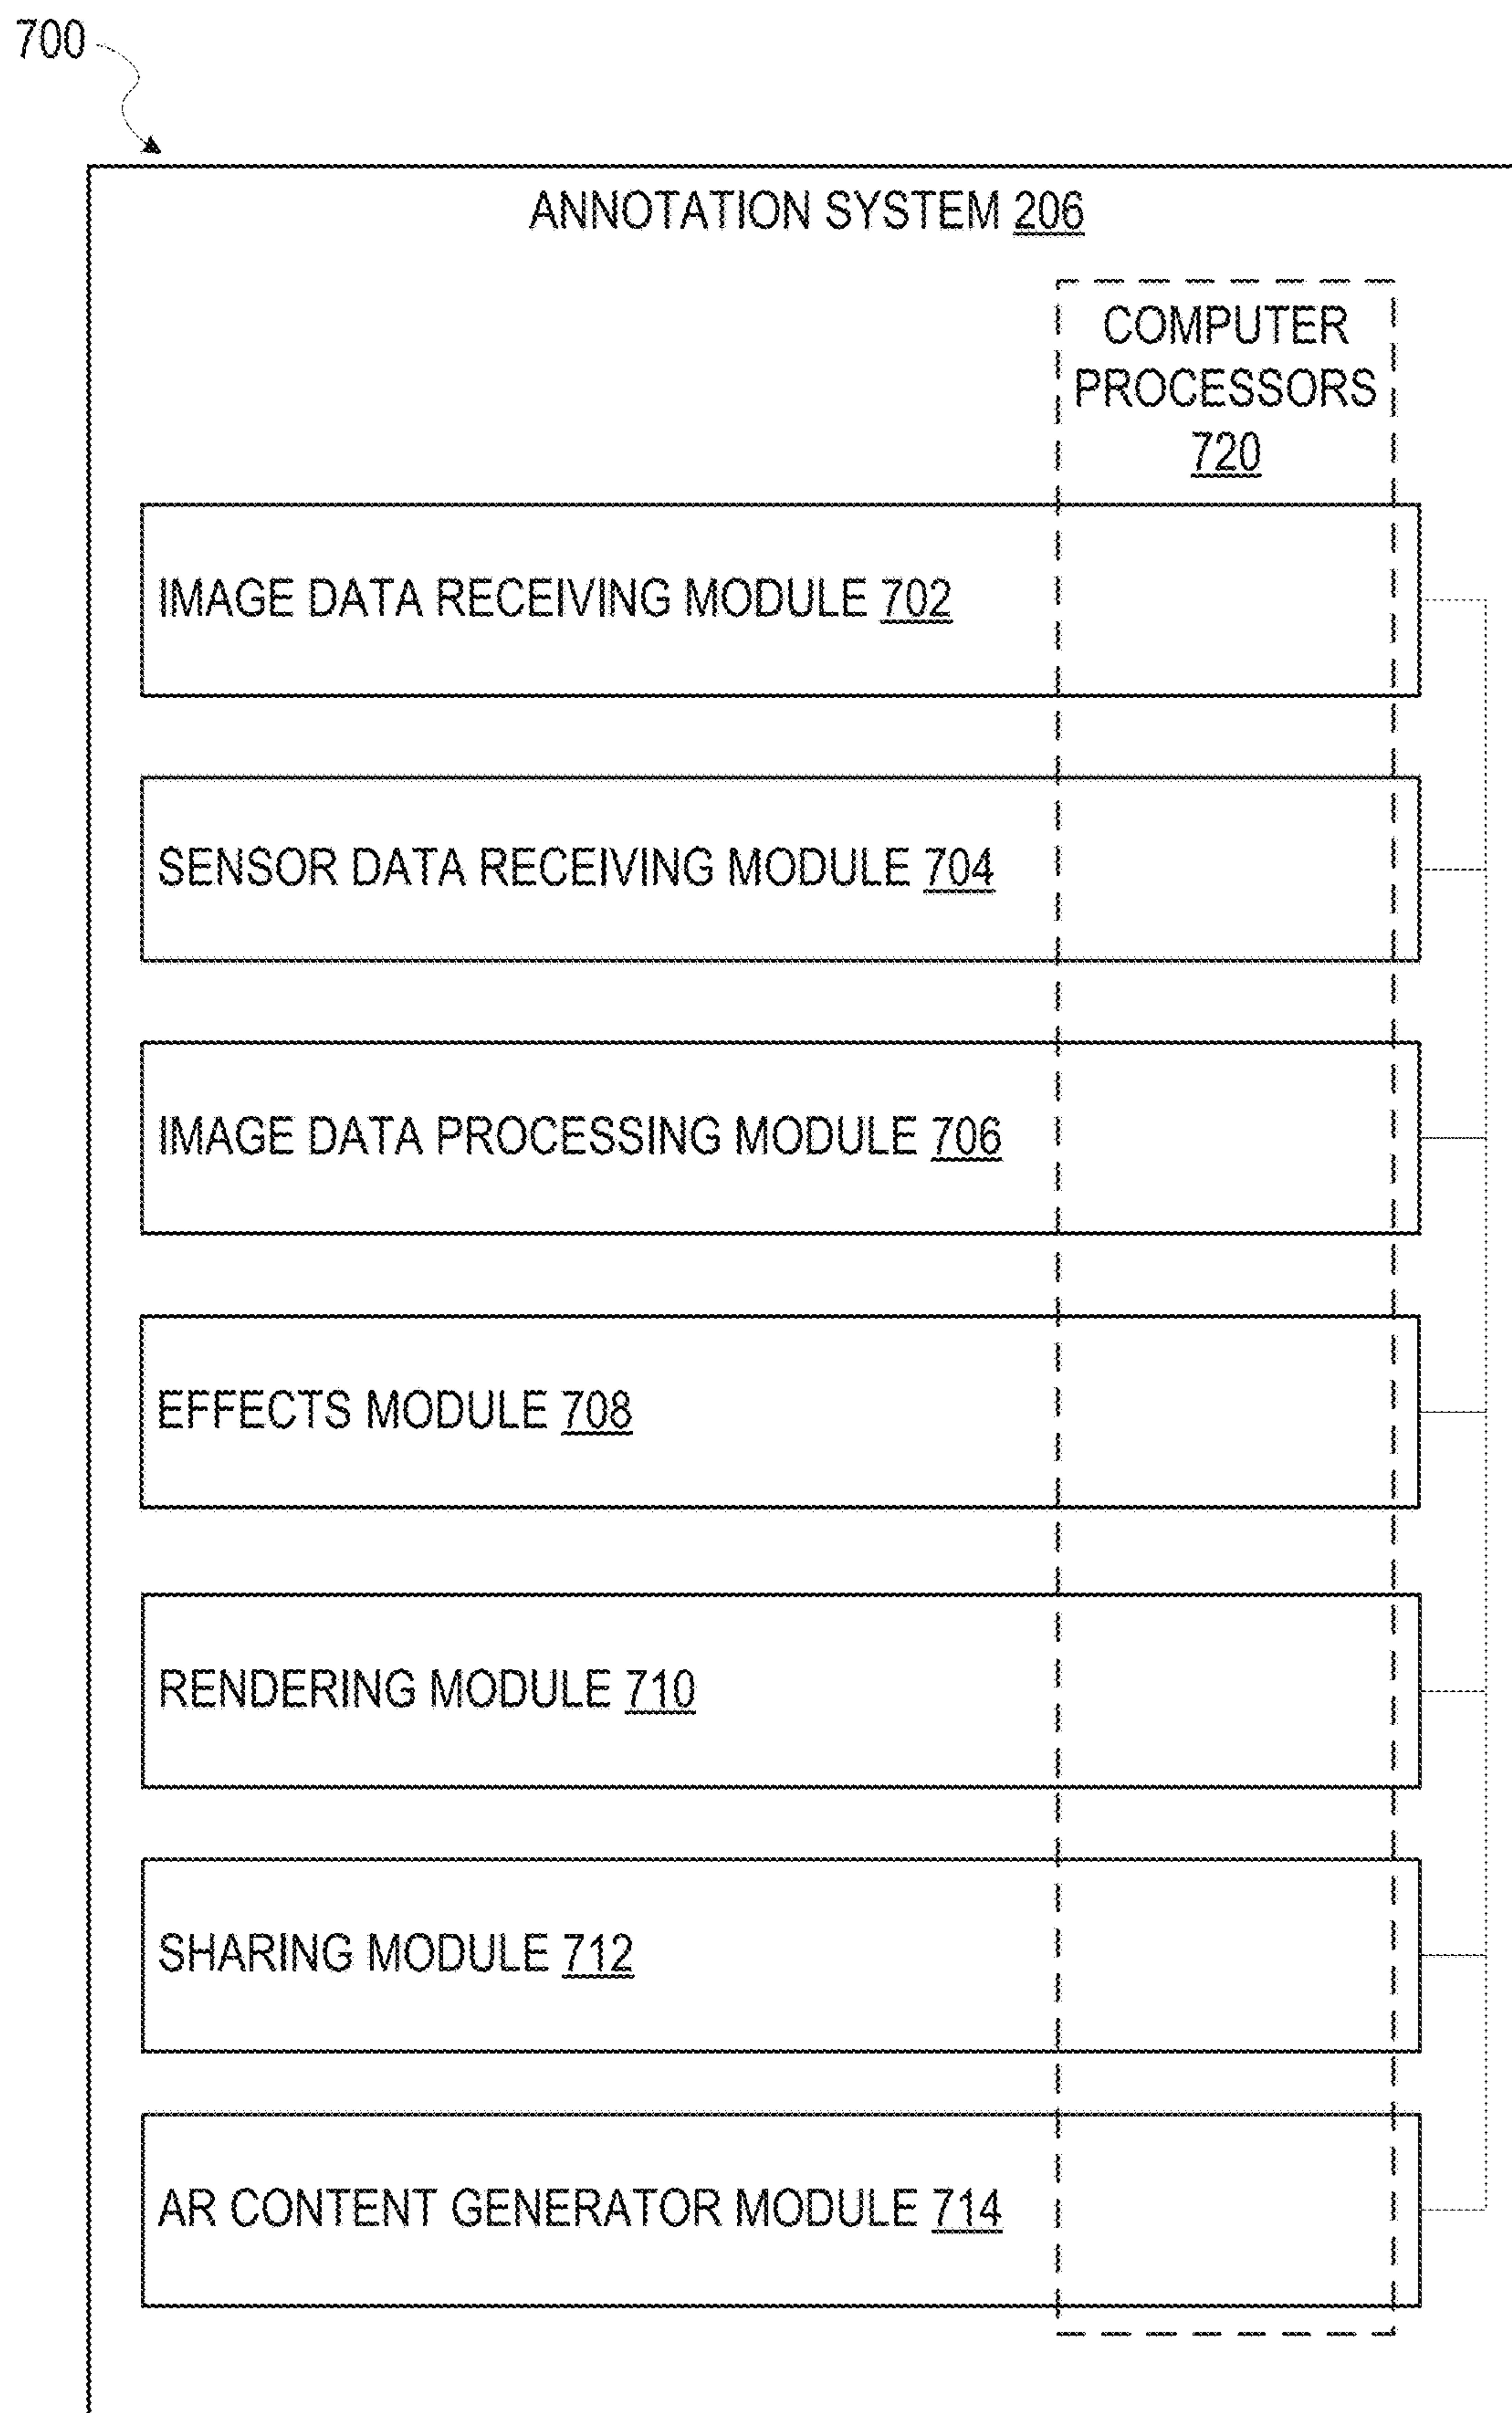 700
ANNOTATION SYSTEM 206
COMPUTER
PROCESSORS
720
IMAGE DATA RECEIVING MODULE 702
SENSOR DATA RECEIVING MODULE 704
IMAGE DATA PROCESSING MODULE 706
EFFECTS MODULE 708
RENDERING MODULE 710
SHARING MODULE 712
AR CONTENT GENERATOR MODULE 714